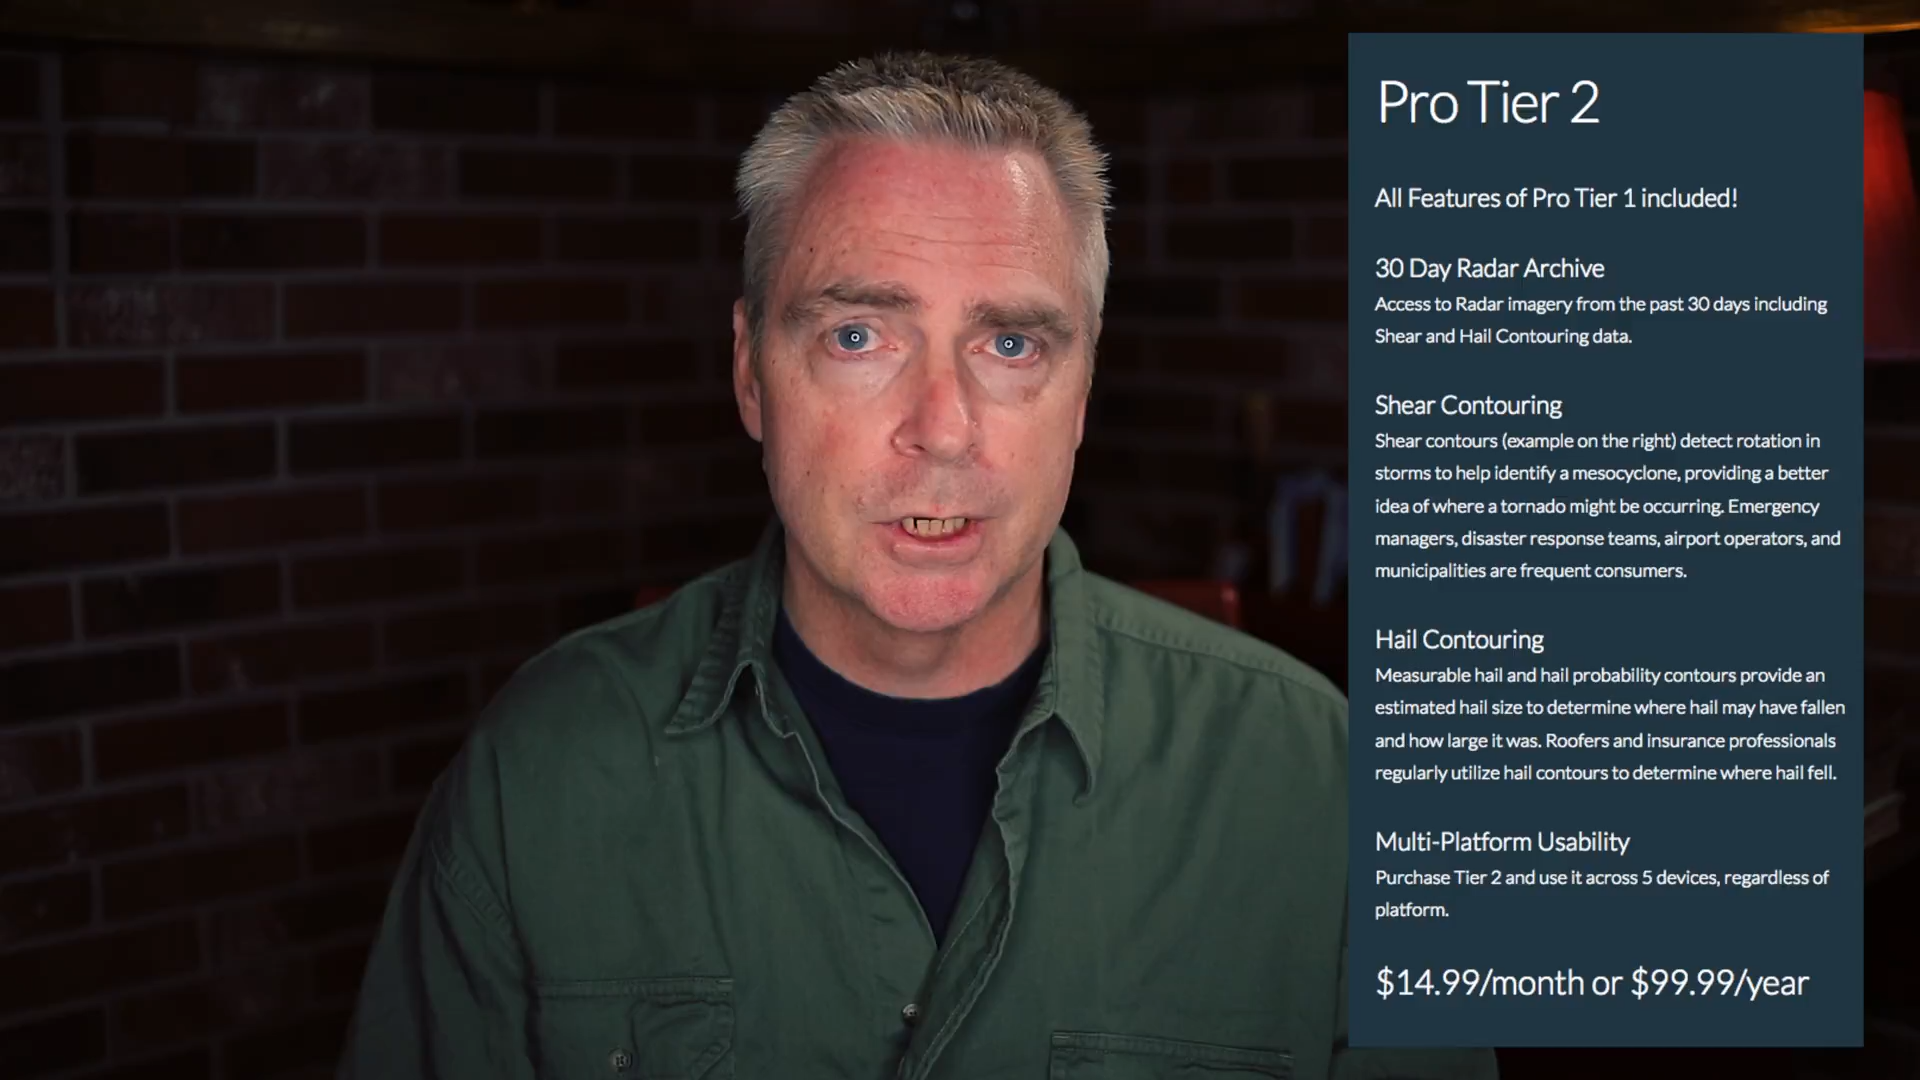 Pro Tier 2
All Features of Pro Tier 1 included!
30 Day Radar Archive
Access to Radar imagery from the past 30 days including
Shear and Hail Contouring data.
Shear Contouring
Shear contours (example on the right) detect rotation in
storms to help identify a mesocyclone, providing a better
idea of where a tornado might be occurring. Emergency
managers, disaster response teams, airport operators, and
municipalities are frequent consumers.
Hail Contouring
Measurable hail and hail probability contours provide an
estimated hail size to determine where hail may have fallen
and how large it was. Roofers and insurance professionals
regularly utilize hail contours to determine where hail fell.
Multi-Platform Usability
Purchase Tier 2 and use it across 5 devices, regardless of
platform.
$14.99/month or $99.99/year